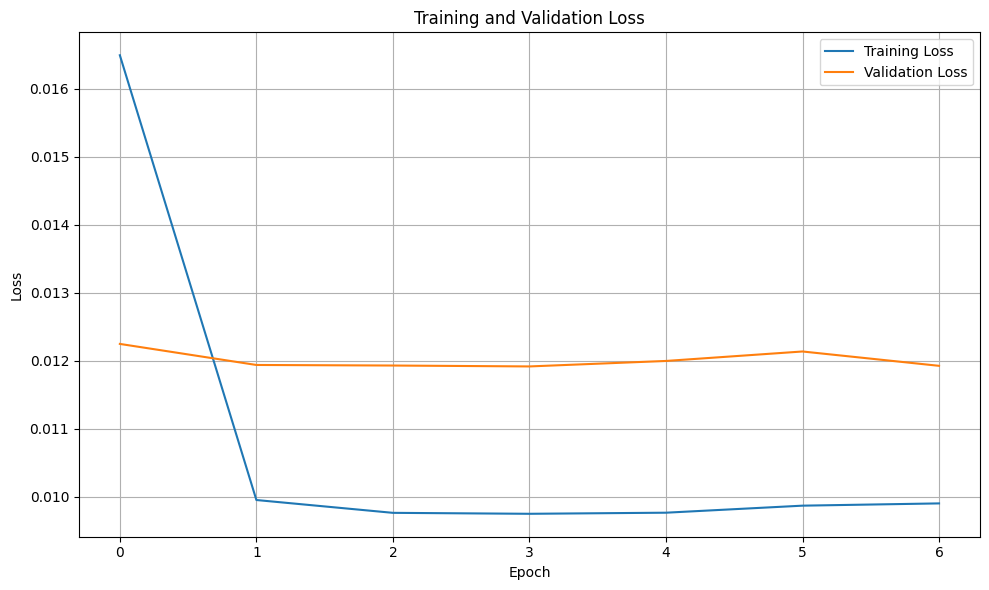 Training and Validation Loss
Training Loss
Validation Loss
0.016
0.015
0.014
0.013
0.012
0.011
0.010
Loss
0 1 2 3 4 5 6
Epoch